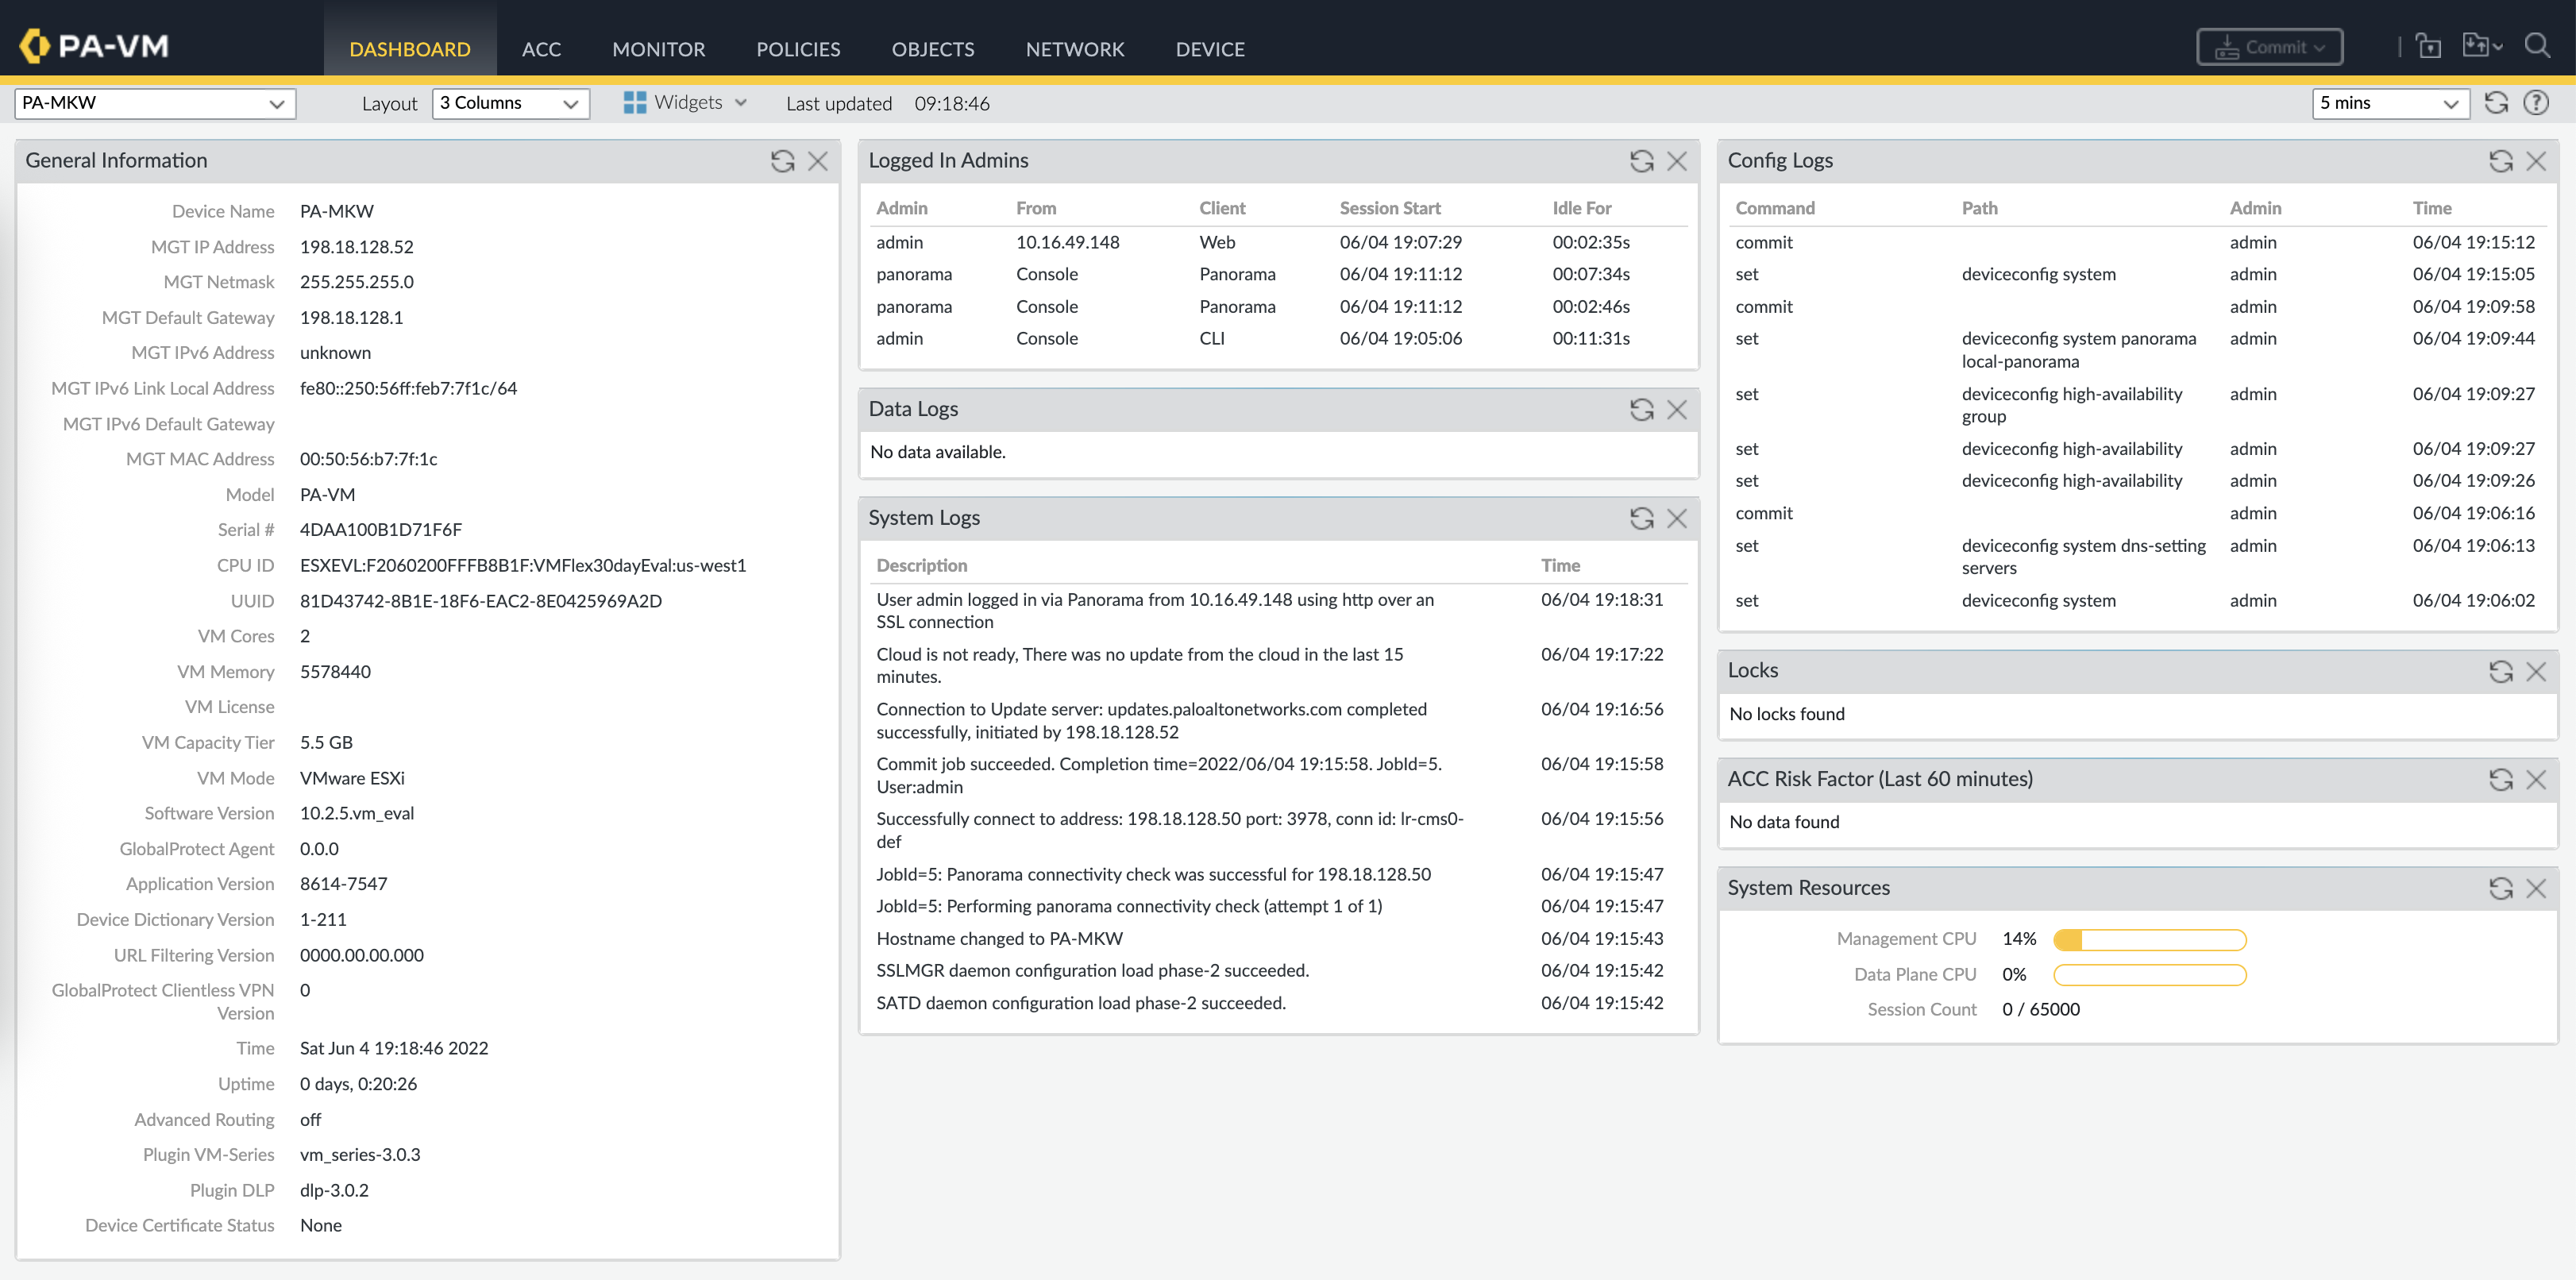 PA-VM
DASHBOARD ACC MONITOR POLICIES OBJECTS NETWORK DEVICE
Commit
PA-MKW Layout 3 Columns Widgets Last updated 09:18:46 5 mins
General Information
Device Name PA-MKW
MGT IP Address 198.18.128.52
MGT Netmask 255.255.255.0
MGT Default Gateway 198.18.128.1
MGT IPv6 Address unknown
MGT IPv6 Link Local Address fe80::250:56ff:feb7:7f1c/64
MGT IPv6 Default Gateway
MGT MAC Address 00:50:56:b7:7f:1c
Model PA-VM
Serial # 4DAA100B1D71F6F
CPU ID ESXEVL:F2060200FFFB8B1F:VMFlex30dayEval:us-west1
UUID 81D43742-8B1E-18F6-EAC2-8E0425969A2D
VM Cores 2
VM Memory 5578440
VM License
VM Capacity Tier 5.5 GB
VM Mode VMware ESXi
Software Version 10.2.5.vm_eval
GlobalProtect Agent 0.0.0
Application Version 8614-7547
Device Dictionary Version 1-211
URL Filtering Version 0000.00.00.000
GlobalProtect Clientless VPN 0
Version
Time Sat Jun 4 19:18:46 2022
Uptime 0 days, 0:20:26
Advanced Routing off
Plugin VM-Series vm_series-3.0.3
Plugin DLP dlp-3.0.2
Device Certificate Status None
Logged In Admins
Admin From Client Session Start Idle For
admin 10.16.49.148 Web 06/04 19:07:29 00:02:35s
panorama Console Panorama 06/04 19:11:12 00:07:34s
panorama Console Panorama 06/04 19:11:12 00:02:46s
admin Console CLI 06/04 19:05:06 00:11:31s
Data Logs
No data available.
System Logs
Description Time
User admin logged in via Panorama from 10.16.49.148 using http over an 06/04 19:18:31
SSL connection
Cloud is not ready, There was no update from the cloud in the last 15 06/04 19:17:22
minutes.
Connection to Update server: updates.paloaltonetworks.com completed 06/04 19:16:56
successfully, initiated by 198.18.128.52
Commit job succeeded. Completion time=2022/06/04 19:15:58. JobId=5. 06/04 19:15:58
User:admin
Successfully connect to address: 198.18.128.50 port: 3978, conn id: lr-cms0- 06/04 19:15:56
def
JobId=5: Panorama connectivity check was successful for 198.18.128.50 06/04 19:15:47
JobId=5: Performing panorama connectivity check (attempt 1 of 1) 06/04 19:15:47
Hostname changed to PA-MKW 06/04 19:15:43
SSLMGR daemon configuration load phase-2 succeeded. 06/04 19:15:42
SATD daemon configuration load phase-2 succeeded. 06/04 19:15:42
Config Logs
Command Path Admin Time
commit admin 06/04 19:15:12
set deviceconfig system admin 06/04 19:15:05
commit admin 06/04 19:09:58
set deviceconfig system panorama admin 06/04 19:09:44
local-panorama
set deviceconfig high-availability admin 06/04 19:09:27
group
set deviceconfig high-availability admin 06/04 19:09:27
set deviceconfig high-availability admin 06/04 19:09:26
commit admin 06/04 19:06:16
set deviceconfig system dns-setting admin 06/04 19:06:13
servers
set deviceconfig system admin 06/04 19:06:02
Locks
No locks found
ACC Risk Factor (Last 60 minutes)
No data found
System Resources
Management CPU 14%
Data Plane CPU 0%
Session Count 0 / 65000